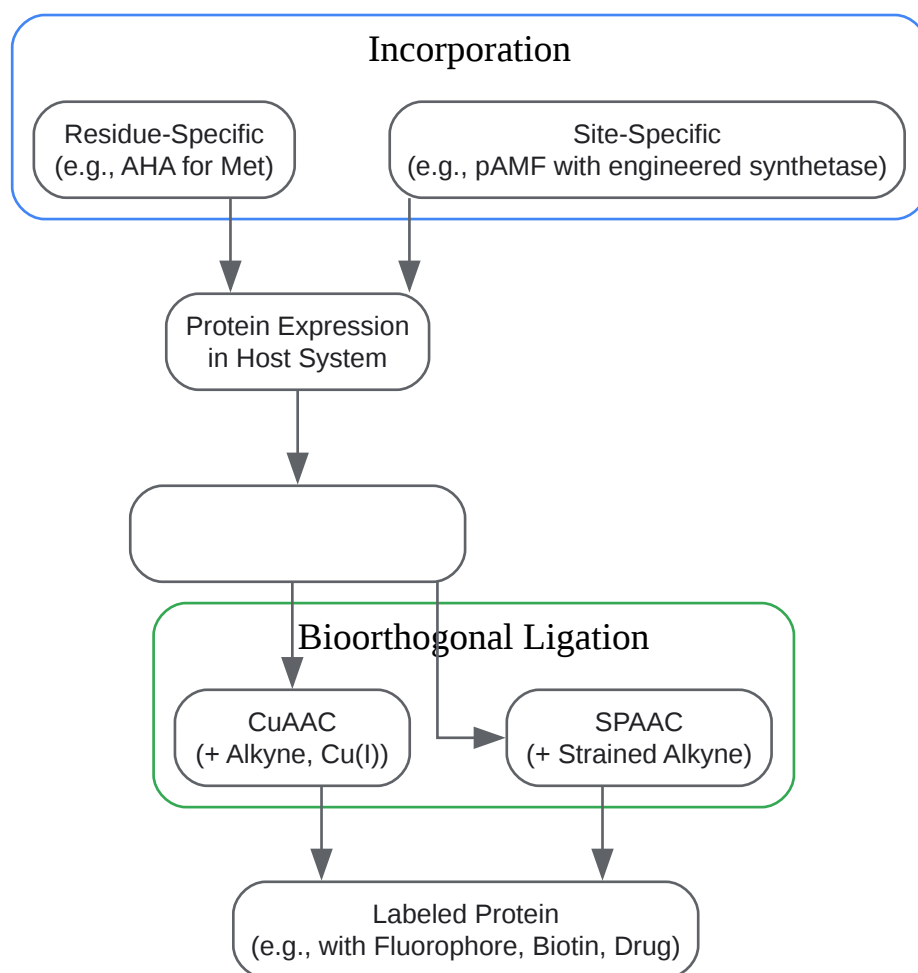 Incorporation
Residue-Specific
(e.g., AHA for Met)
Site-Specific
(e.g., pAMF with engineered synthetase)
Protein Expression
in Host System
Bioorthogonal Ligation
CuAAC
(+ Alkyne, Cu(I))
SPAAC
(+ Strained Alkyne)
Labeled Protein
(e.g., with Fluorophore, Biotin, Drug)